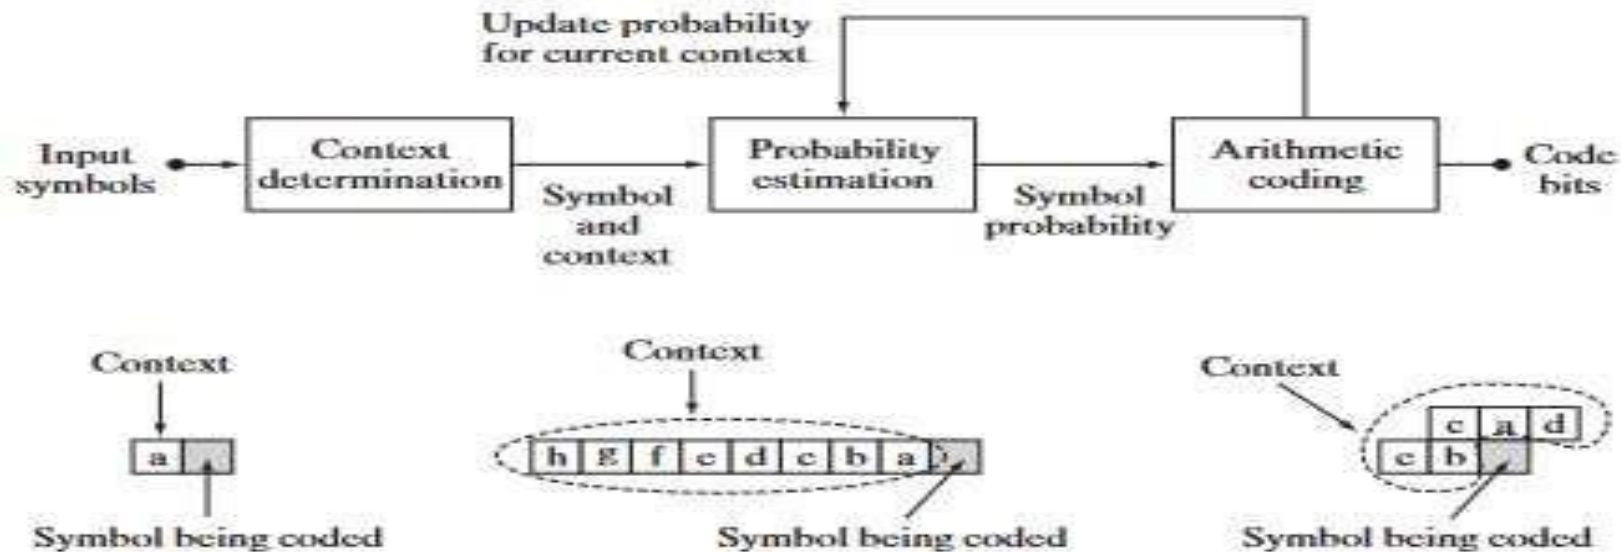 Update probability
for current context
Input
symbols
Context
determination
Symbol
and
context
Probability
estimation
Symbol
probability
Arithmetic
coding
Code
bits
Context
a
Symbol being coded
Context
h g f e d c b a
Symbol being coded
Context
c a d
e b
Symbol being coded